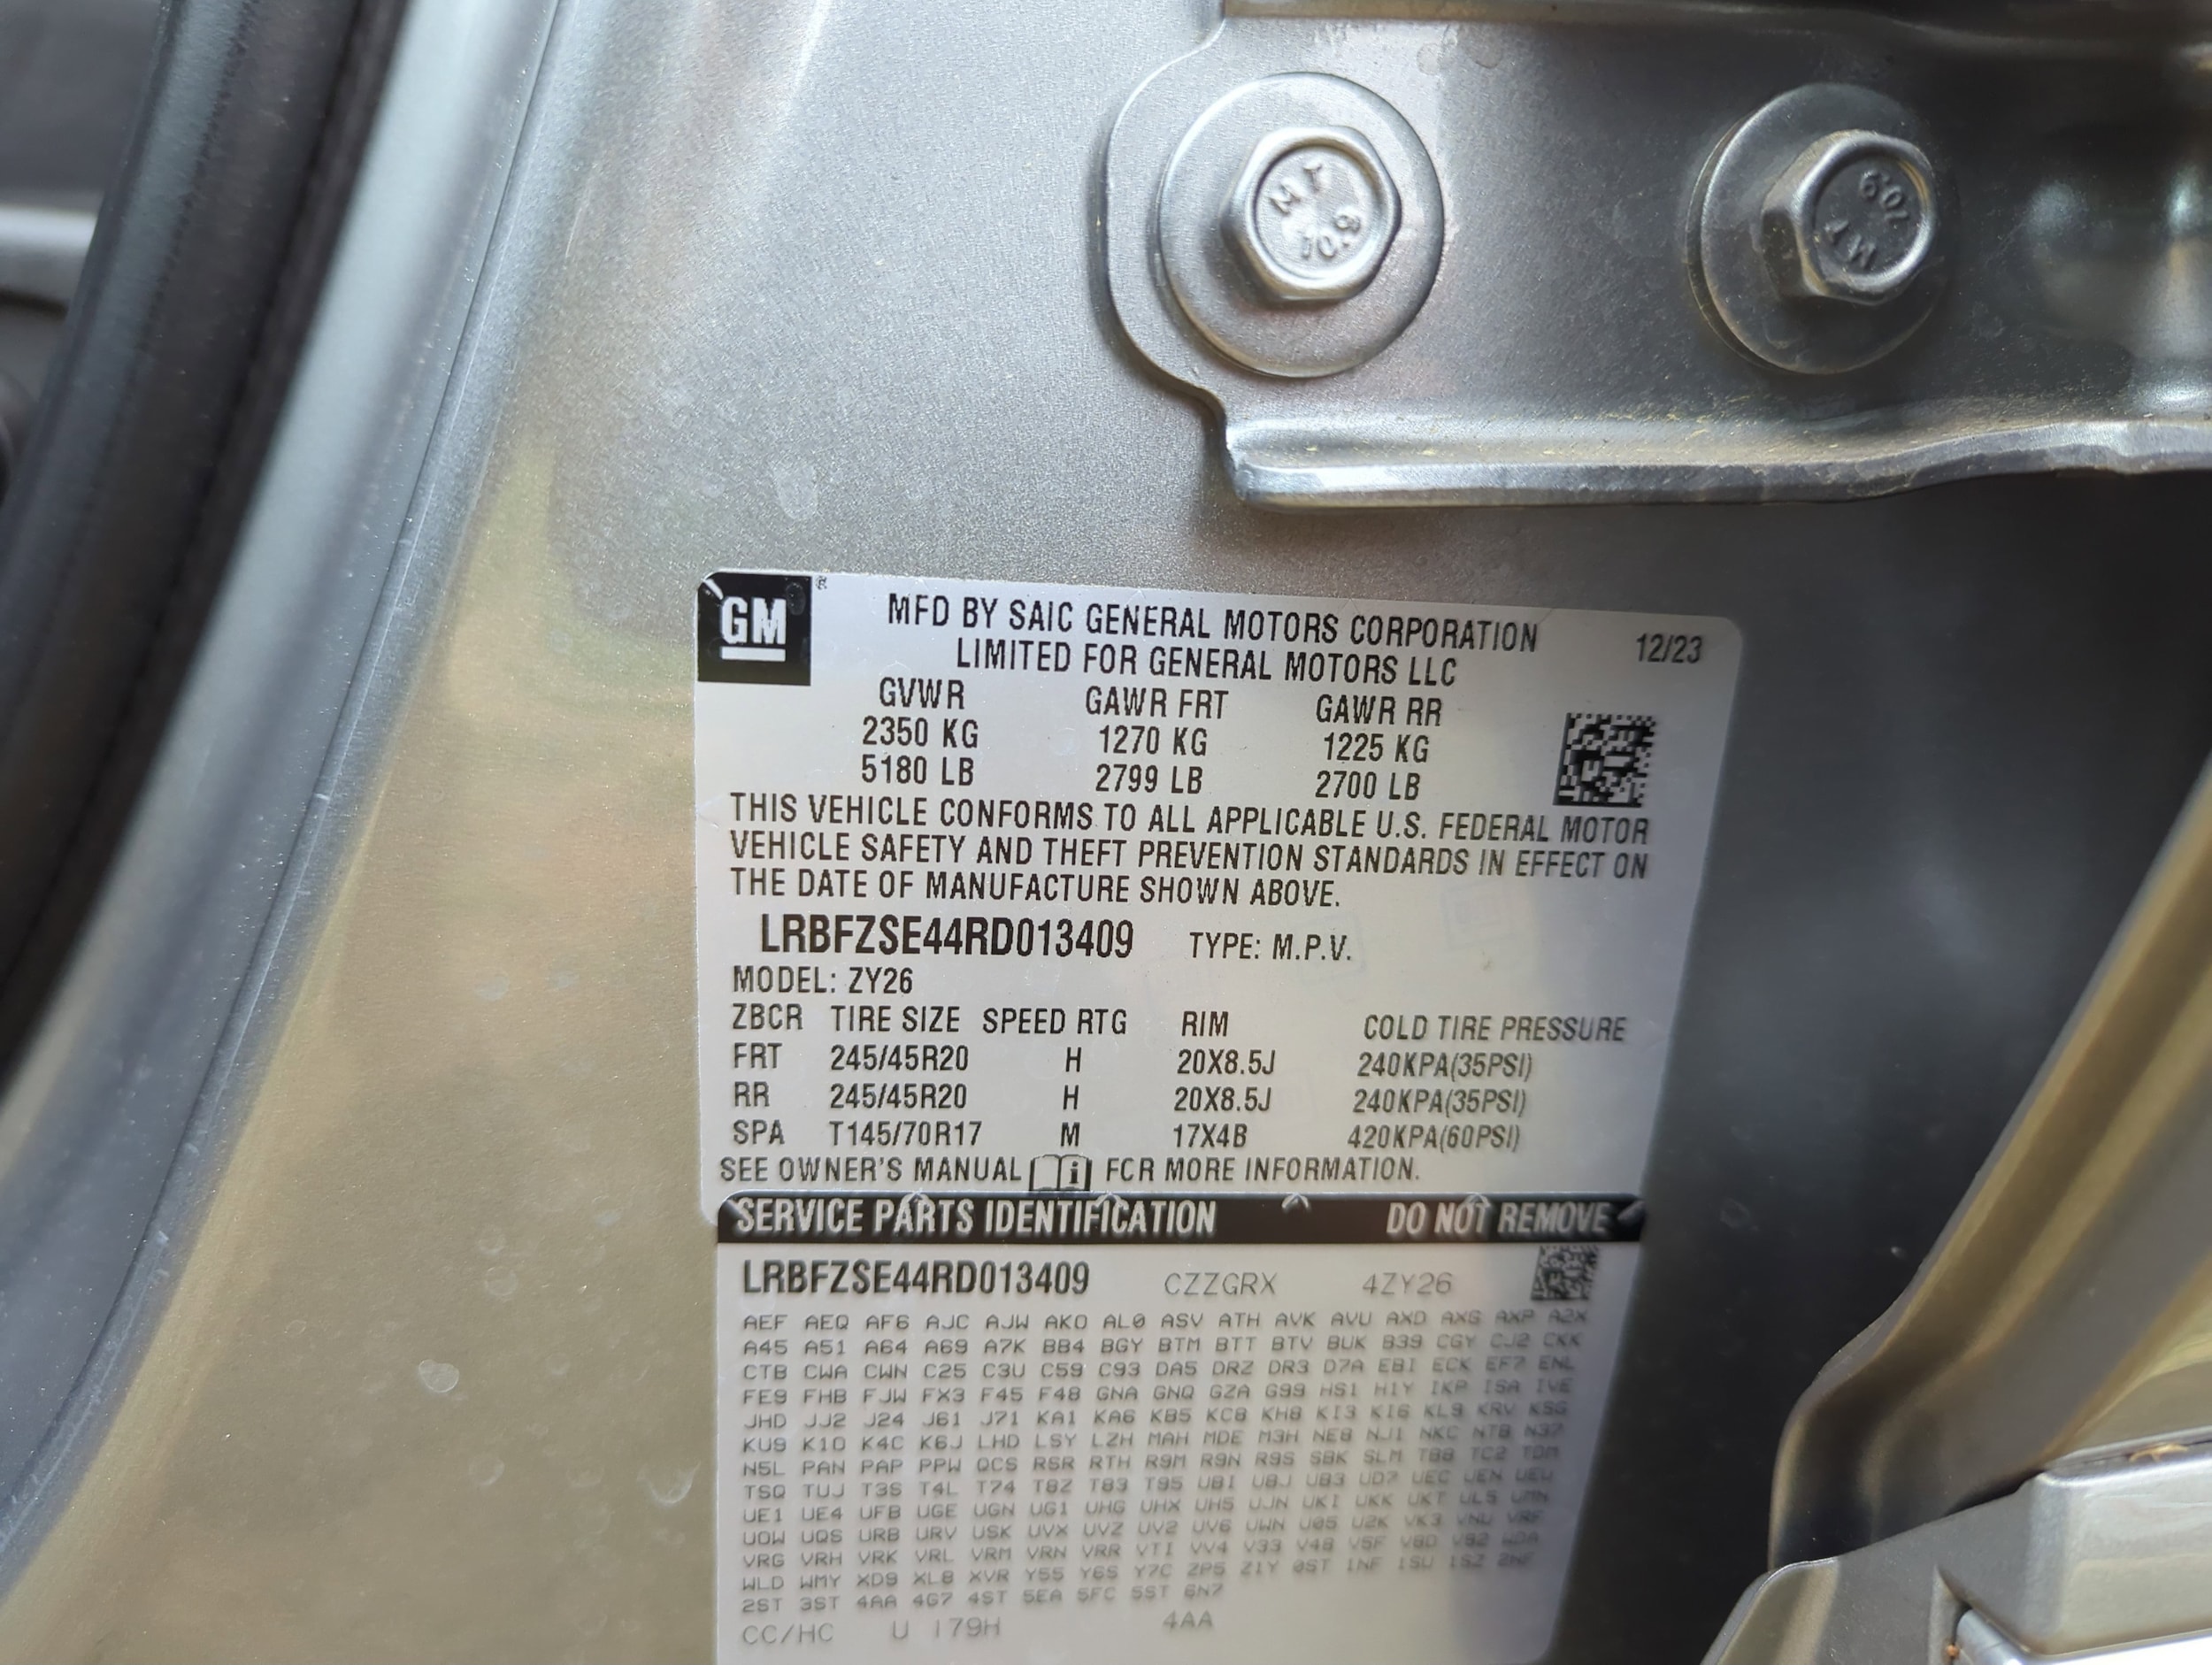 M Y
10.9
10.9
M Y
GM
MFD BY SAIC GENERAL MOTORS CORPORATION
LIMITED FOR GENERAL MOTORS LLC
12/23
GVWR GAWR FRT GAWR RR
2350 KG 1270 KG 1225 KG
5180 LB 2799 LB 2700 LB
THIS VEHICLE CONFORMS TO ALL APPLICABLE U.S. FEDERAL MOTOR
VEHICLE SAFETY AND THEFT PREVENTION STANDARDS IN EFFECT ON
THE DATE OF MANUFACTURE SHOWN ABOVE.
LRBFZSE44RD013409 TYPE: M.P.V.
MODEL: ZY26
ZBCR TIRE SIZE SPEED RTG RIM COLD TIRE PRESSURE
FRT 245/45R20 H 20X8.5J 240KPA(35PSI)
RR 245/45R20 H 20X8.5J 240KPA(35PSI)
SPA T145/70R17 M 17X4B 420KPA(60PSI)
SEE OWNER'S MANUAL i FOR MORE INFORMATION.
SERVICE PARTS IDENTIFICATION DO NOT REMOVE
LRBFZSE44RD013409 CZZGRX 4ZY26
AEF AEQ AF6 AJC AJW AKO AL0 ASV ATH AVK AVU AXD AXG AXP A2X
A45 A51 A64 A69 A7K BB4 BGY BTM BTT BTV BUK B39 CGY CJ2 CKK
CTB CWA CWN C25 C3U C59 C93 DA5 DRZ DR3 D7A EBI ECK EF7 ENL
FE9 FHB FJW FX3 F45 F48 GNA GNQ GZA G99 HS1 H1Y IKP ISA IVE
JHD JJ2 J24 J61 J71 KA1 KA6 KB5 KC8 KH8 KI3 KI6 KL9 KRV KSG
KU9 K10 K4C K6J LHD LSY LZH MAH MDE M3H NE8 NJ1 NKC NTB N37
N5L PAN PAP PPW QCS RSR RTH R9M R9N R9S SBK SLM TBB TC2 TDM
TSQ TUJ T3S T4L T74 T8Z T83 T95 UBI UBJ UB3 UD7 UEC UEN UEW
UE1 UE4 UFB UGE UGN UG1 UHG UHX UH5 UJN UKI UKK UKT UL5 UMN
UOW UQS URB URV USK UVX UVZ UV2 UV6 UWN U05 U2K VK3 VNU VRF
VRG VRH VRK VRL VRM VRN VRR VTI VV4 V33 V48 V5F V8D V92
WLD WMY XD9 XL8 XVR Y55 Y6S Y7C ZP5 Z1Y 0ST 1NF 1SU 1SZ 2NF
2ST 3ST 4AA 4G7 4ST 5EA 5FC 5ST 6N7
CC/HC U 179H 4AA